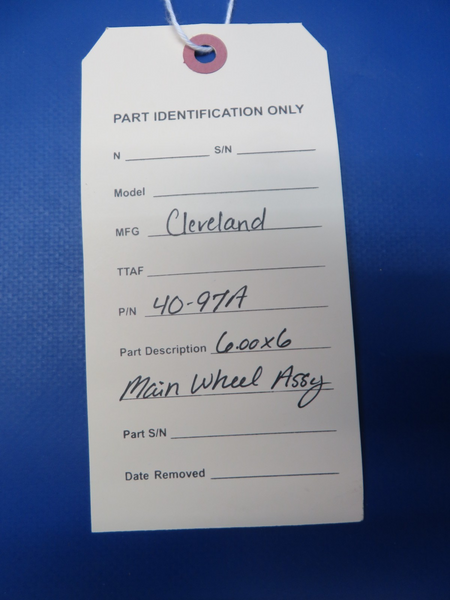 PART IDENTIFICATION ONLY
N S/N
Model
MFG Cleveland
TTAF
P/N 40-97A
Part Description 6.00x6
Main Wheel Assy
Part S/N
Date Removed